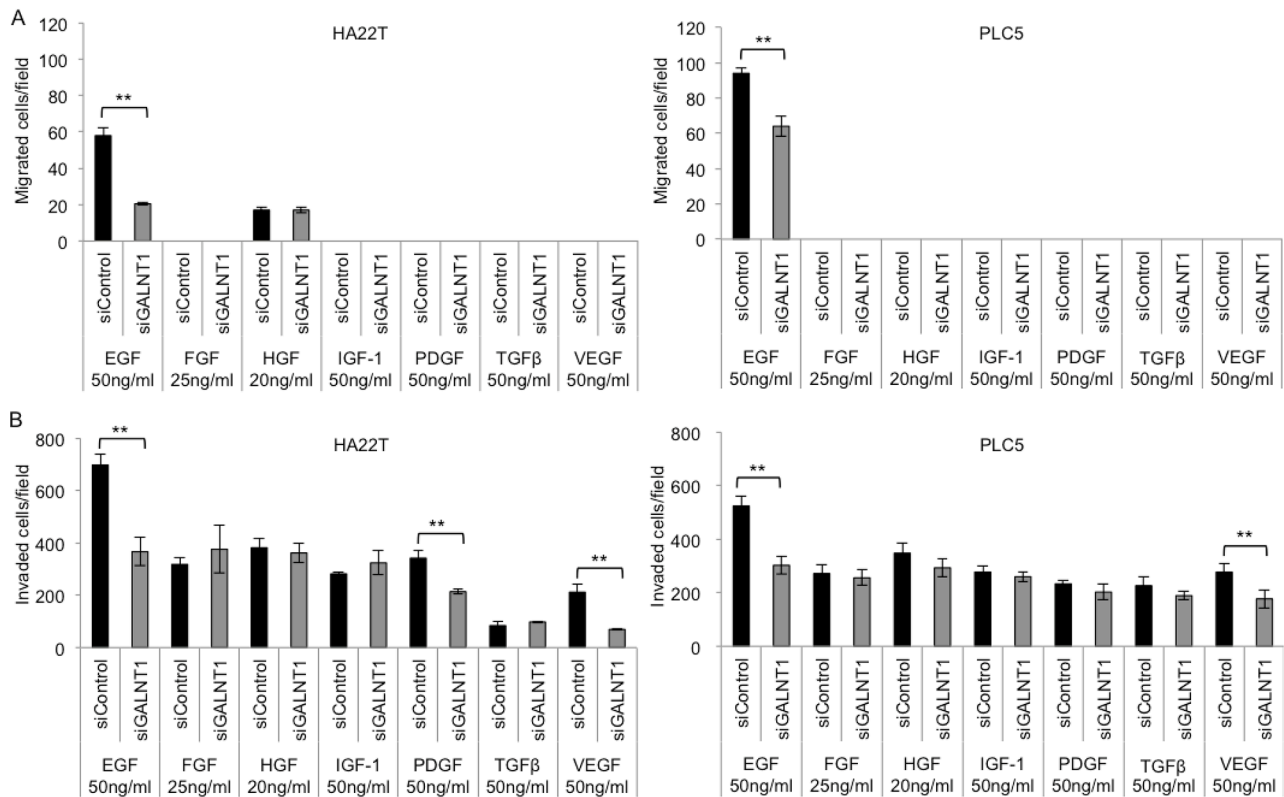 A
HA22T
Migrated cells/field
120
100
80
60
40
20
0
**
siControl
siGALNT1
siControl
siGALNT1
siControl
siGALNT1
siControl
siGALNT1
siControl
siGALNT1
siControl
siGALNT1
siControl
siGALNT1
EGF FGF HGF IGF-1 PDGF TGFβ VEGF
50ng/ml 25ng/ml 20ng/ml 50ng/ml 50ng/ml 50ng/ml 50ng/ml
PLC5
Migrated cells/field
120
100
80
60
40
20
0
**
siControl
siGALNT1
siControl
siGALNT1
siControl
siGALNT1
siControl
siGALNT1
siControl
siGALNT1
siControl
siGALNT1
siControl
siGALNT1
EGF FGF HGF IGF-1 PDGF TGFβ VEGF
50ng/ml 25ng/ml 20ng/ml 50ng/ml 50ng/ml 50ng/ml 50ng/ml
B
HA22T
Invaded cells/field
800
600
400
200
0
**
**
**
siControl
siGALNT1
siControl
siGALNT1
siControl
siGALNT1
siControl
siGALNT1
siControl
siGALNT1
siControl
siGALNT1
siControl
siGALNT1
EGF FGF HGF IGF-1 PDGF TGFβ VEGF
50ng/ml 25ng/ml 20ng/ml 50ng/ml 50ng/ml 50ng/ml 50ng/ml
PLC5
Invaded cells/field
800
600
400
200
0
**
**
siControl
siGALNT1
siControl
siGALNT1
siControl
siGALNT1
siControl
siGALNT1
siControl
siGALNT1
siControl
siGALNT1
siControl
siGALNT1
EGF FGF HGF IGF-1 PDGF TGFβ VEGF
50ng/ml 25ng/ml 20ng/ml 50ng/ml 50ng/ml 50ng/ml 50ng/ml